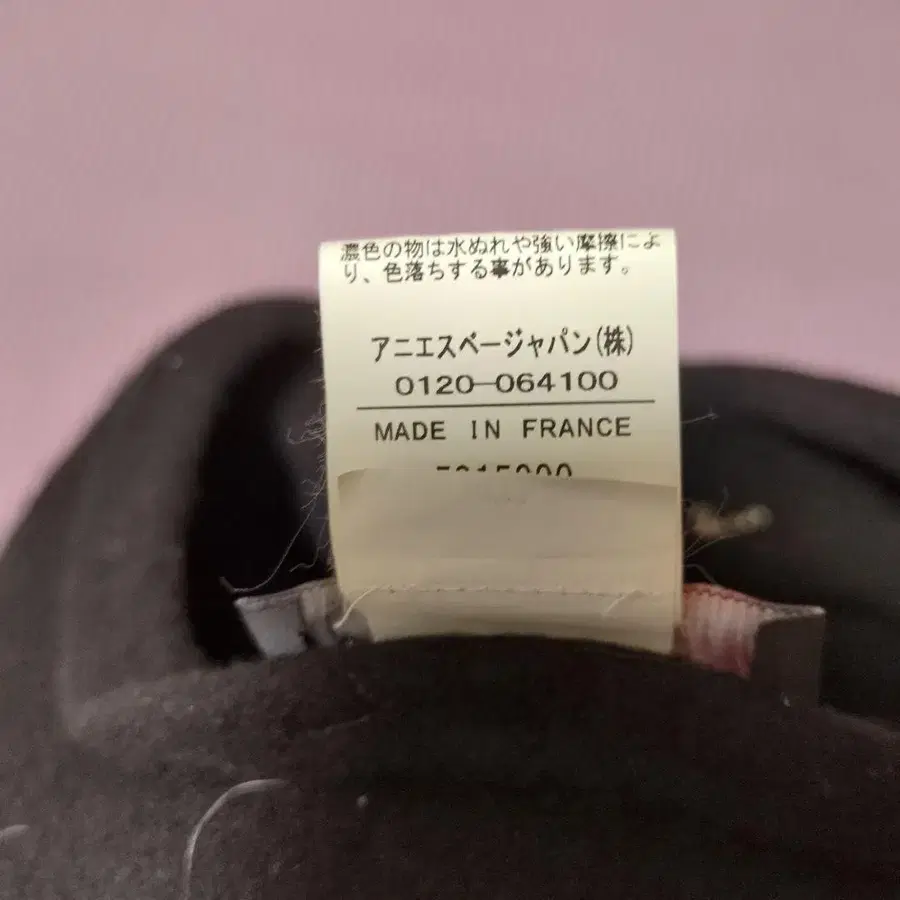 濃色の物は水ぬれや強い摩擦によ
り、色落ちする事があります。
アニエスベージャパン(株)
0120-064100
MADE IN FRANCE